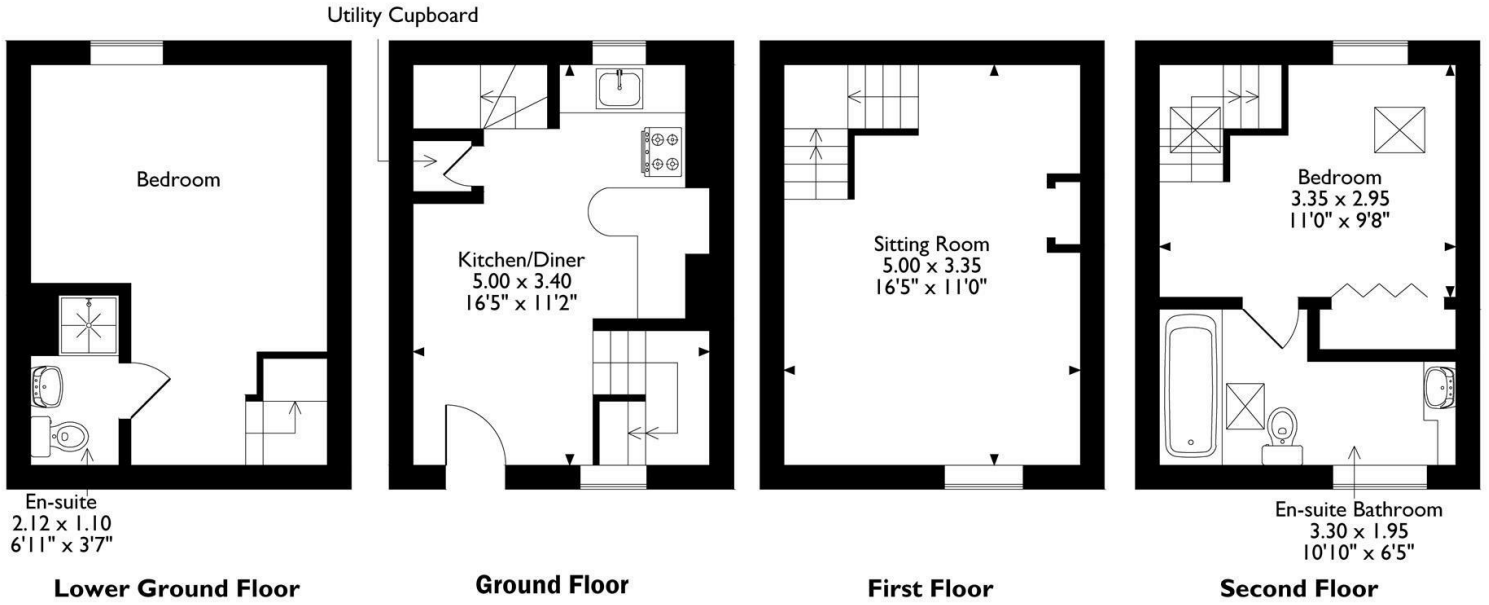 Utility Cupboard
Bedroom
En-suite
2.12 x 1.10
6'11" x 3'7"
Lower Ground Floor
Kitchen/Diner
5.00 x 3.40
16'5" x 11'2"
Ground Floor
Sitting Room
5.00 x 3.35
16'5" x 11'0"
First Floor
Bedroom
3.35 x 2.95
11'0" x 9'8"
En-suite Bathroom
3.30 x 1.95
10'10" x 6'5"
Second Floor